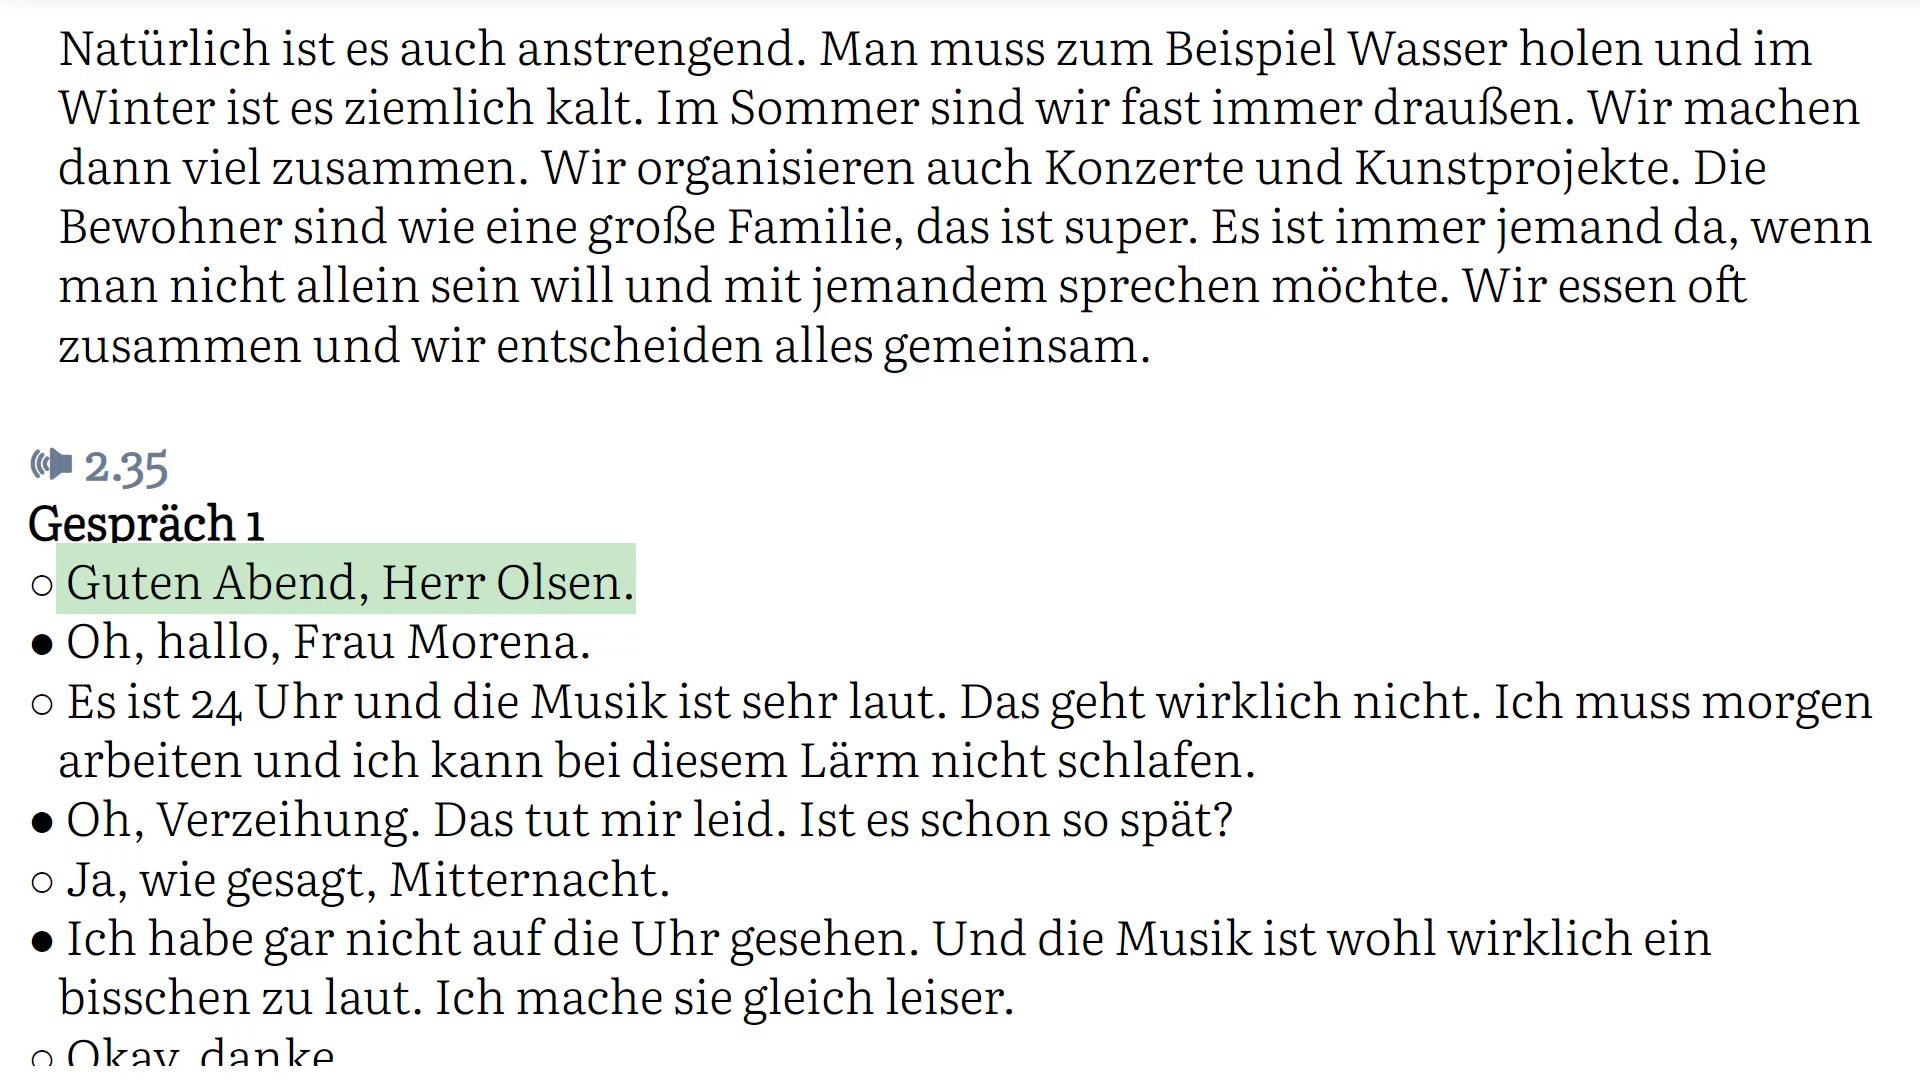 Natürlich ist es auch anstrengend. Man muss zum Beispiel Wasser holen und im
Winter ist es ziemlich kalt. Im Sommer sind wir fast immer draußen. Wir machen
dann viel zusammen. Wir organisieren auch Konzerte und Kunstprojekte. Die
Bewohner sind wie eine große Familie, das ist super. Es ist immer jemand da, wenn
man nicht allein sein will und mit jemandem sprechen möchte. Wir essen oft
zusammen und wir entscheiden alles gemeinsam.
2.35
Gespräch 1
○ Guten Abend, Herr Olsen.
● Oh, hallo, Frau Morena.
○ Es ist 24 Uhr und die Musik ist sehr laut. Das geht wirklich nicht. Ich muss morgen
arbeiten und ich kann bei diesem Lärm nicht schlafen.
● Oh, Verzeihung. Das tut mir leid. Ist es schon so spät?
○ Ja, wie gesagt, Mitternacht.
● Ich habe gar nicht auf die Uhr gesehen. Und die Musik ist wohl wirklich ein
bisschen zu laut. Ich mache sie gleich leiser.
○ Okay, danke